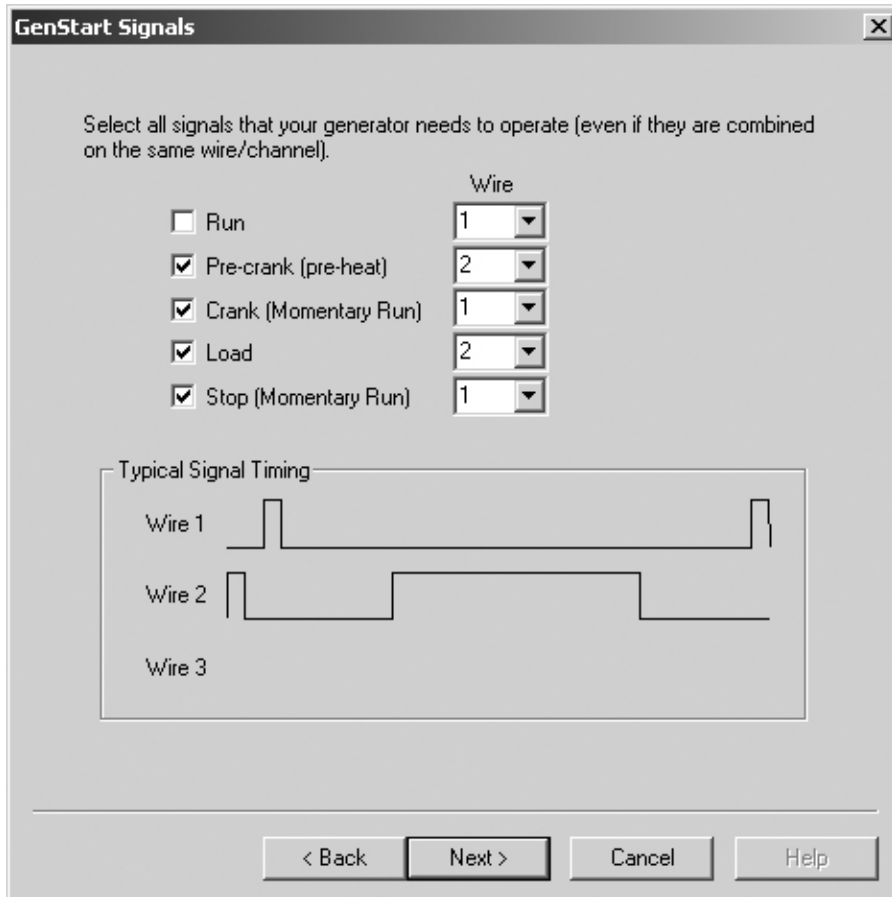 GenStart Signals
Select all signals that your generator needs to operate (even if they are combined
on the same wire/channel).
Wire
Run 1
Pre-crank (pre-heat) 2
Crank (Momentary Run) 1
Load 2
Stop (Momentary Run) 1
Typical Signal Timing
Wire 1
Wire 2
Wire 3
< Back Next > Cancel Help